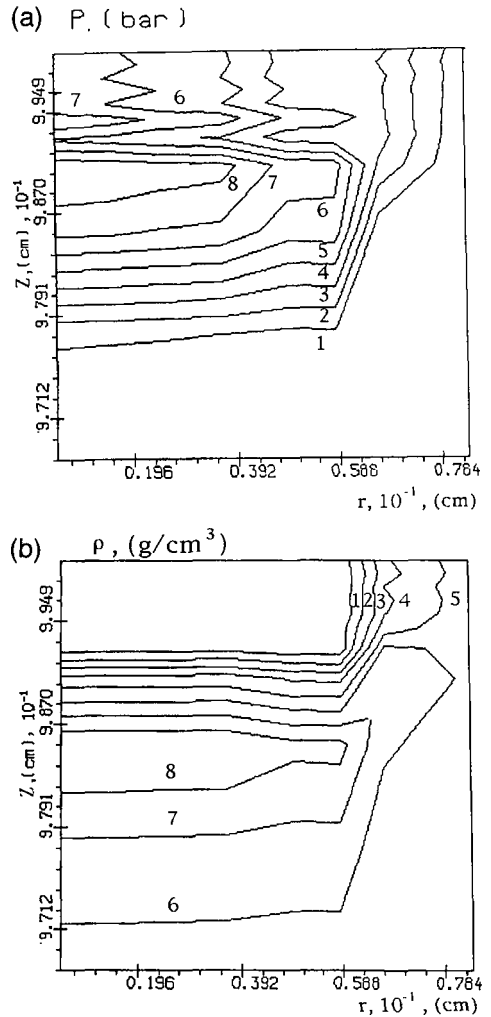 (a) P, (bar)
7 6
8 7
6
5
4
3
2
1
Z, (cm), 10⁻¹
9.949
9.870
9.791
9.712
0.196 0.392 0.588 0.784
r, 10⁻¹, (cm)
(b) ρ, (g/cm³)
1 2 3 4 5
8
7
6
Z, (cm), 10⁻¹
9.949
9.870
9.791
9.712
0.196 0.392 0.588 0.784
r, 10⁻¹, (cm)